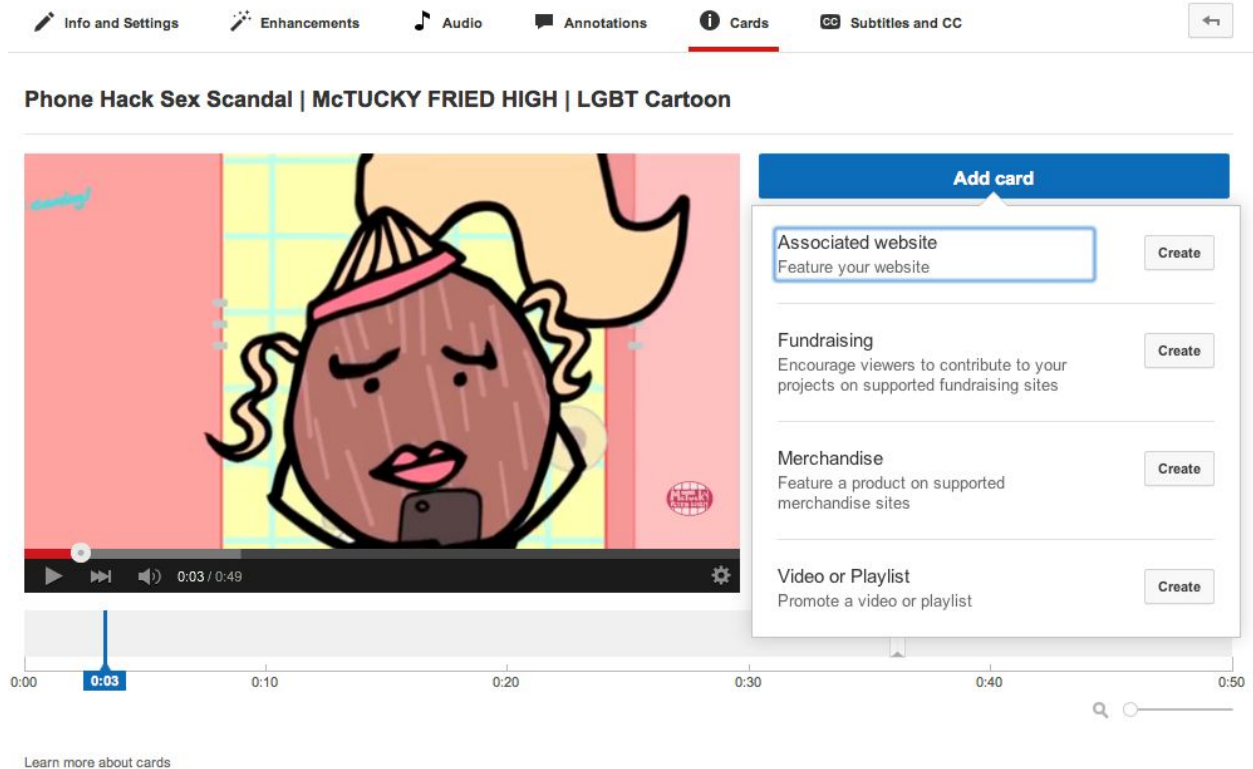 Info and Settings
Enhancements
Audio
Annotations
Cards
CC Subtitles and CC
Phone Hack Sex Scandal | McTUCKY FRIED HIGH | LGBT Cartoon
Add card
Associated website
Feature your website
Create
Fundraising
Encourage viewers to contribute to your
projects on supported fundraising sites
Create
Merchandise
Feature a product on supported
merchandise sites
Create
Video or Playlist
Promote a video or playlist
Create
0:03 / 0:49
0:00
0:03
0:10
0:20
0:30
0:40
0:50
Learn more about cards